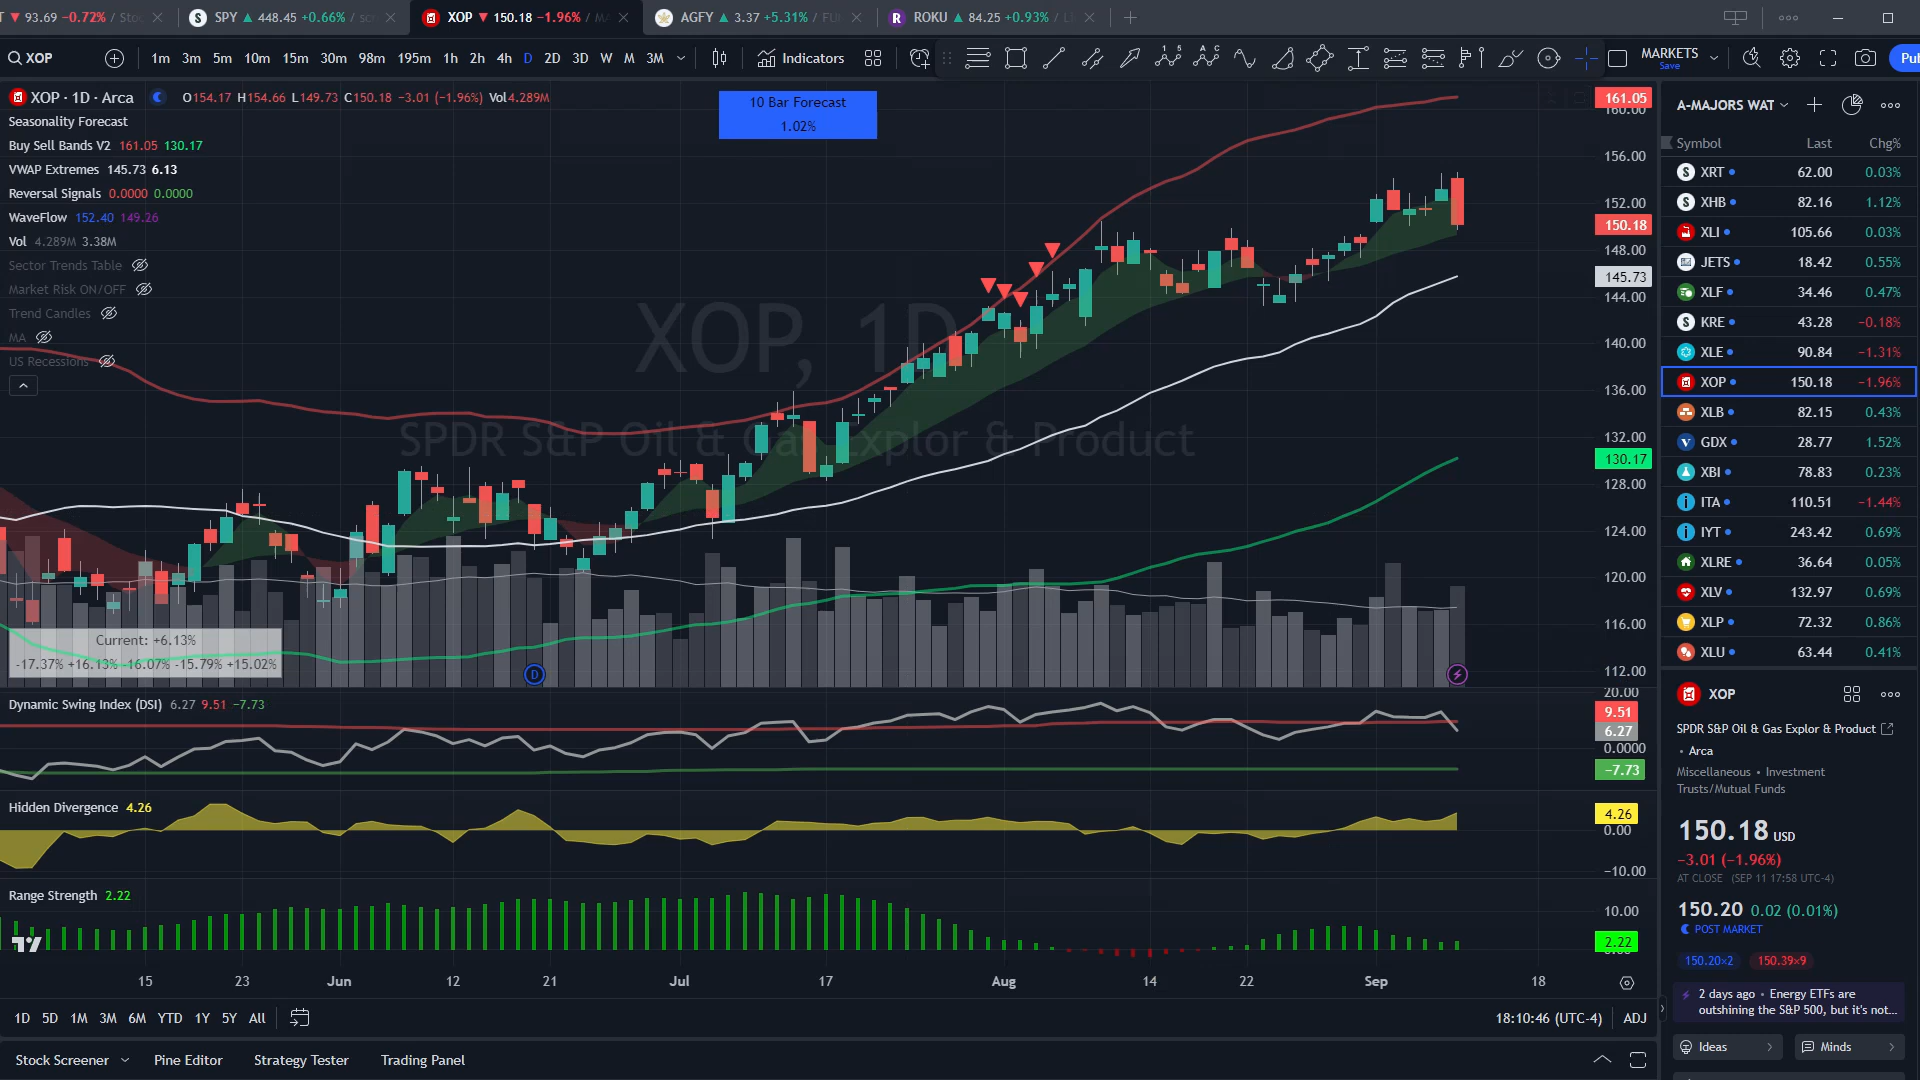 93.69 −0.72% / Sto
SPY 448.45 +0.66% / sc
XOP 150.18 −1.96% / MA
AGFY 3.37 +5.31% / FU
ROKU 84.25 +0.93% / L
XOP
1m 3m 5m 10m 15m 30m 98m 195m 1h 2h 4h D 2D 3D W M 3M
Indicators
MARKETS
Save
Pu
XOP · 1D · Arca
O154.17 H154.66 L149.73 C150.18 −3.01 (−1.96%) Vol4.289M
10 Bar Forecast
1.02%
Seasonality Forecast
Buy Sell Bands V2 161.05 130.17
VWAP Extremes 145.73 6.13
Reversal Signals 0.0000 0.0000
WaveFlow 152.40 149.26
Vol 4.289M 3.38M
Sector Trends Table
Market Risk ON/OFF
Trend Candles
MA
US Recessions
XOP, 1D
SPDR S&P Oil & Gas Explor & Product
161.05
160.00
156.00
152.00
150.18
148.00
145.73
144.00
140.00
136.00
132.00
130.17
128.00
124.00
120.00
116.00
112.00
Current: +6.13%
-17.37% +16.13% -16.07% -15.79% +15.02%
D
Dynamic Swing Index (DSI) 6.27 9.51 −7.73
20.00
9.51
6.27
0.0000
−7.73
Hidden Divergence 4.26
4.26
0.00
−10.00
Range Strength 2.22
10.00
2.22
15 23 Jun 12 21 Jul 17 Aug 14 22 Sep 18
1D 5D 1M 3M 6M YTD 1Y 5Y All
18:10:46 (UTC-4) ADJ
Stock Screener Pine Editor Strategy Tester Trading Panel
A-MAJORS WAT
Symbol Last Chg%
XRT 62.00 0.03%
XHB 82.16 1.12%
XLI 105.66 0.03%
JETS 18.42 0.55%
XLF 34.46 0.47%
KRE 43.28 −0.18%
XLE 90.84 −1.31%
XOP 150.18 −1.96%
XLB 82.15 0.43%
GDX 28.77 1.52%
XBI 78.83 0.23%
ITA 110.51 −1.44%
IYT 243.42 0.69%
XLRE 36.64 0.05%
XLV 132.97 0.69%
XLP 72.32 0.86%
XLU 63.44 0.41%
XOP
SPDR S&P Oil & Gas Explor & Product
• Arca
Miscellaneous • Investment
Trusts/Mutual Funds
150.18 USD
−3.01 (−1.96%)
AT CLOSE (SEP 11 17:58 UTC-4)
150.20 0.02 (0.01%)
POST MARKET
150.20×2 150.39×9
2 days ago • Energy ETFs are
outshining the S&P 500, but it's not...
Ideas
Minds